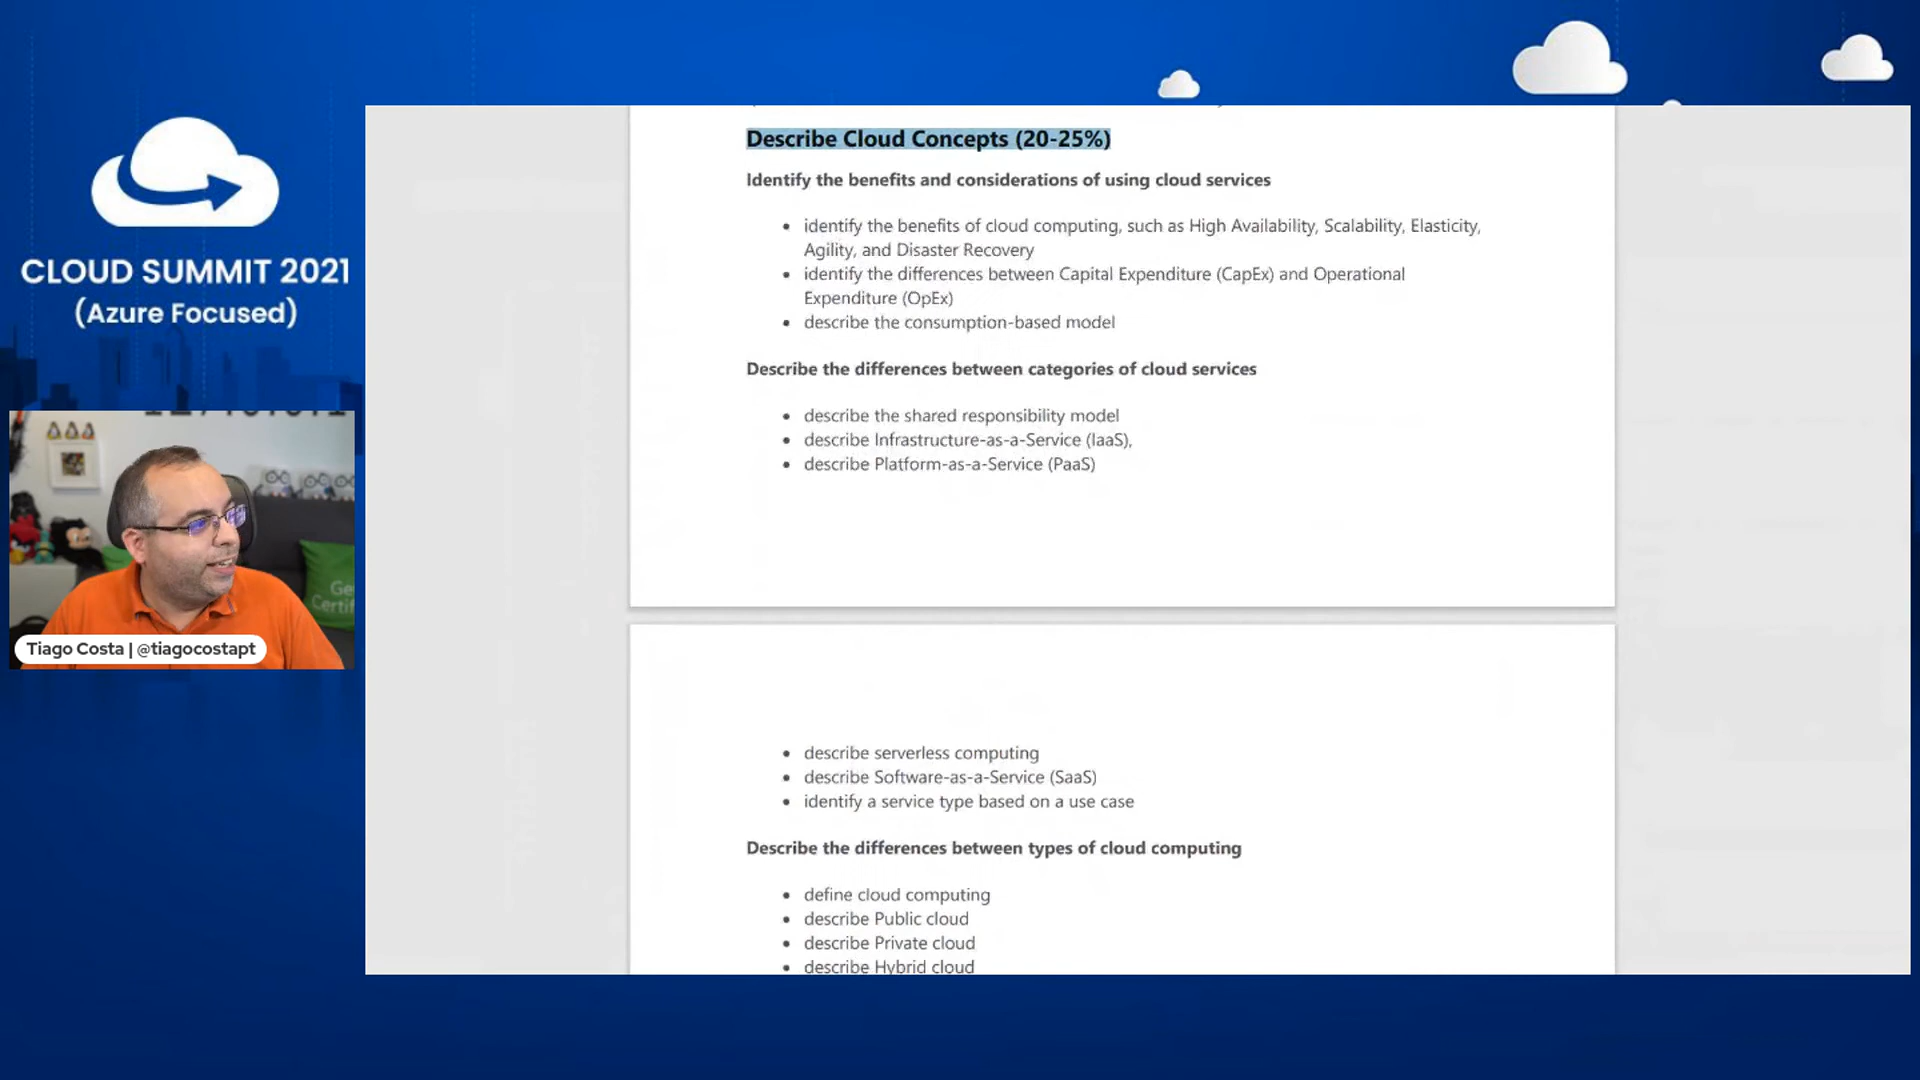 CLOUD SUMMIT 2021
(Azure Focused)
Tiago Costa | @tiagocostapt
Describe Cloud Concepts (20-25%)
Identify the benefits and considerations of using cloud services
• identify the benefits of cloud computing, such as High Availability, Scalability, Elasticity,
Agility, and Disaster Recovery
• identify the differences between Capital Expenditure (CapEx) and Operational
Expenditure (OpEx)
• describe the consumption-based model
Describe the differences between categories of cloud services
• describe the shared responsibility model
• describe Infrastructure-as-a-Service (IaaS),
• describe Platform-as-a-Service (PaaS)
• describe serverless computing
• describe Software-as-a-Service (SaaS)
• identify a service type based on a use case
Describe the differences between types of cloud computing
• define cloud computing
• describe Public cloud
• describe Private cloud
• describe Hybrid cloud